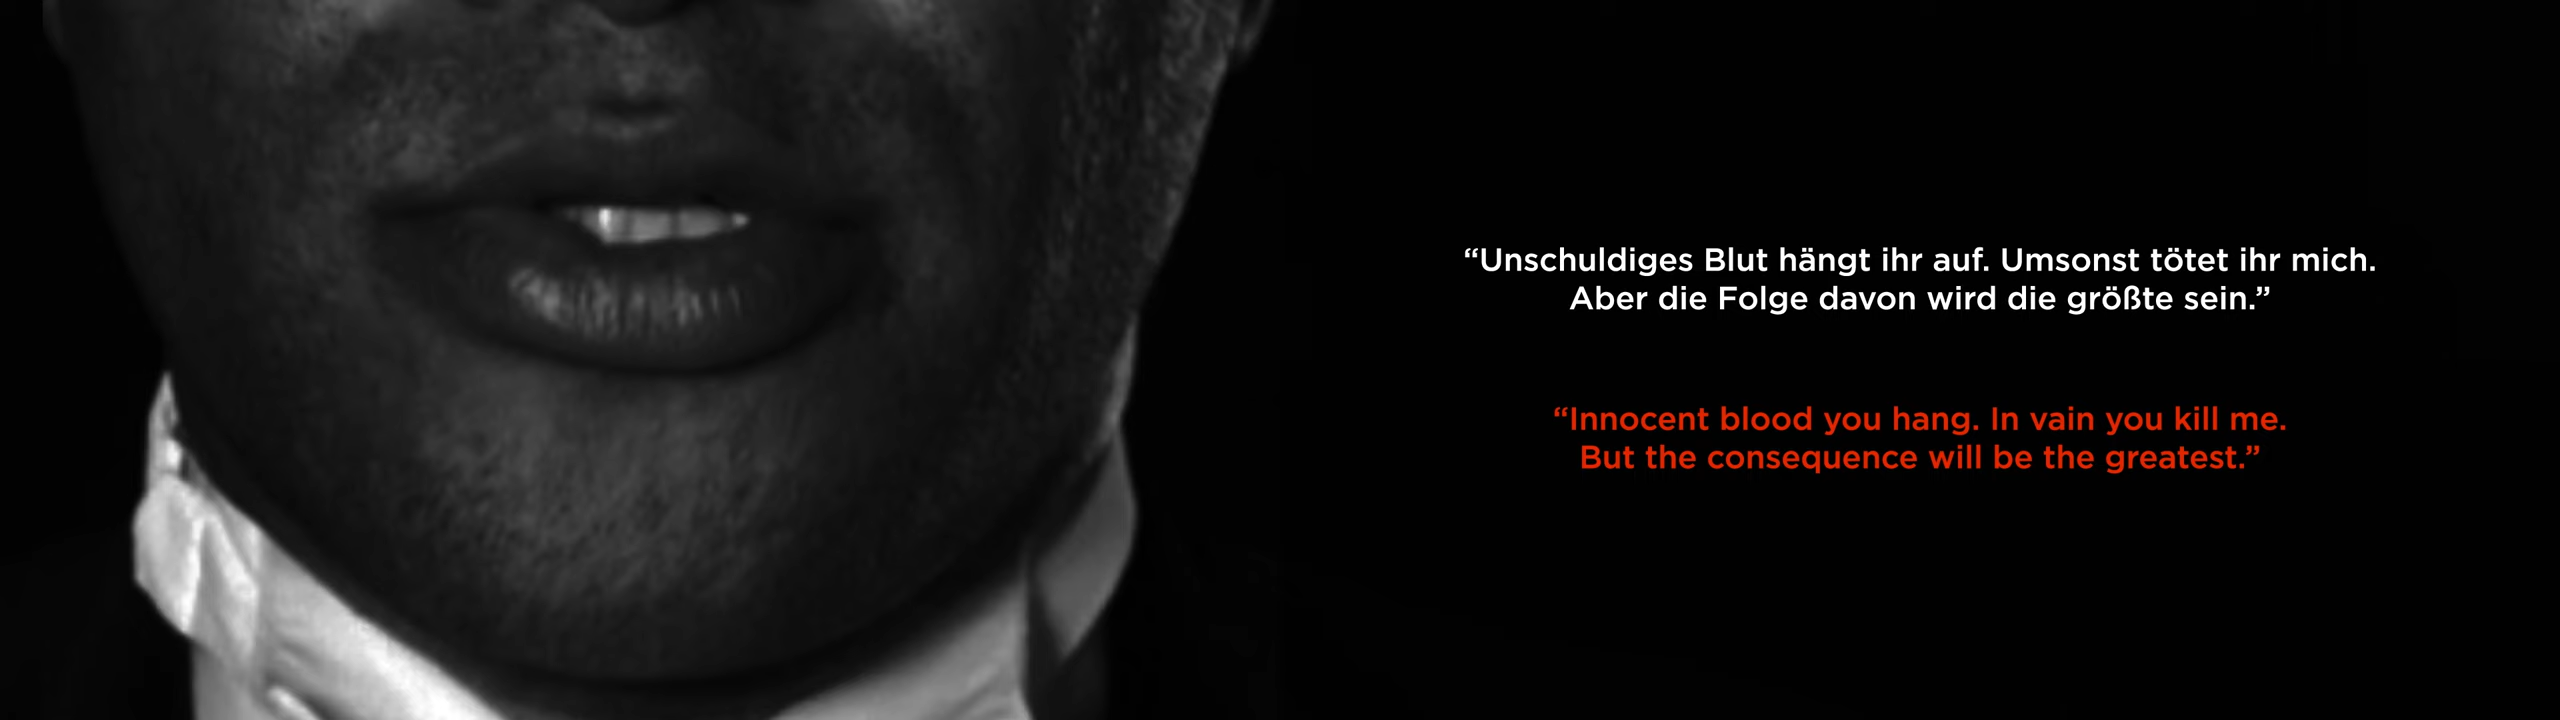 “Unschuldiges Blut hängt ihr auf. Umsonst tötet ihr mich.
Aber die Folge davon wird die größte sein.”
“Innocent blood you hang. In vain you kill me.
But the consequence will be the greatest.”